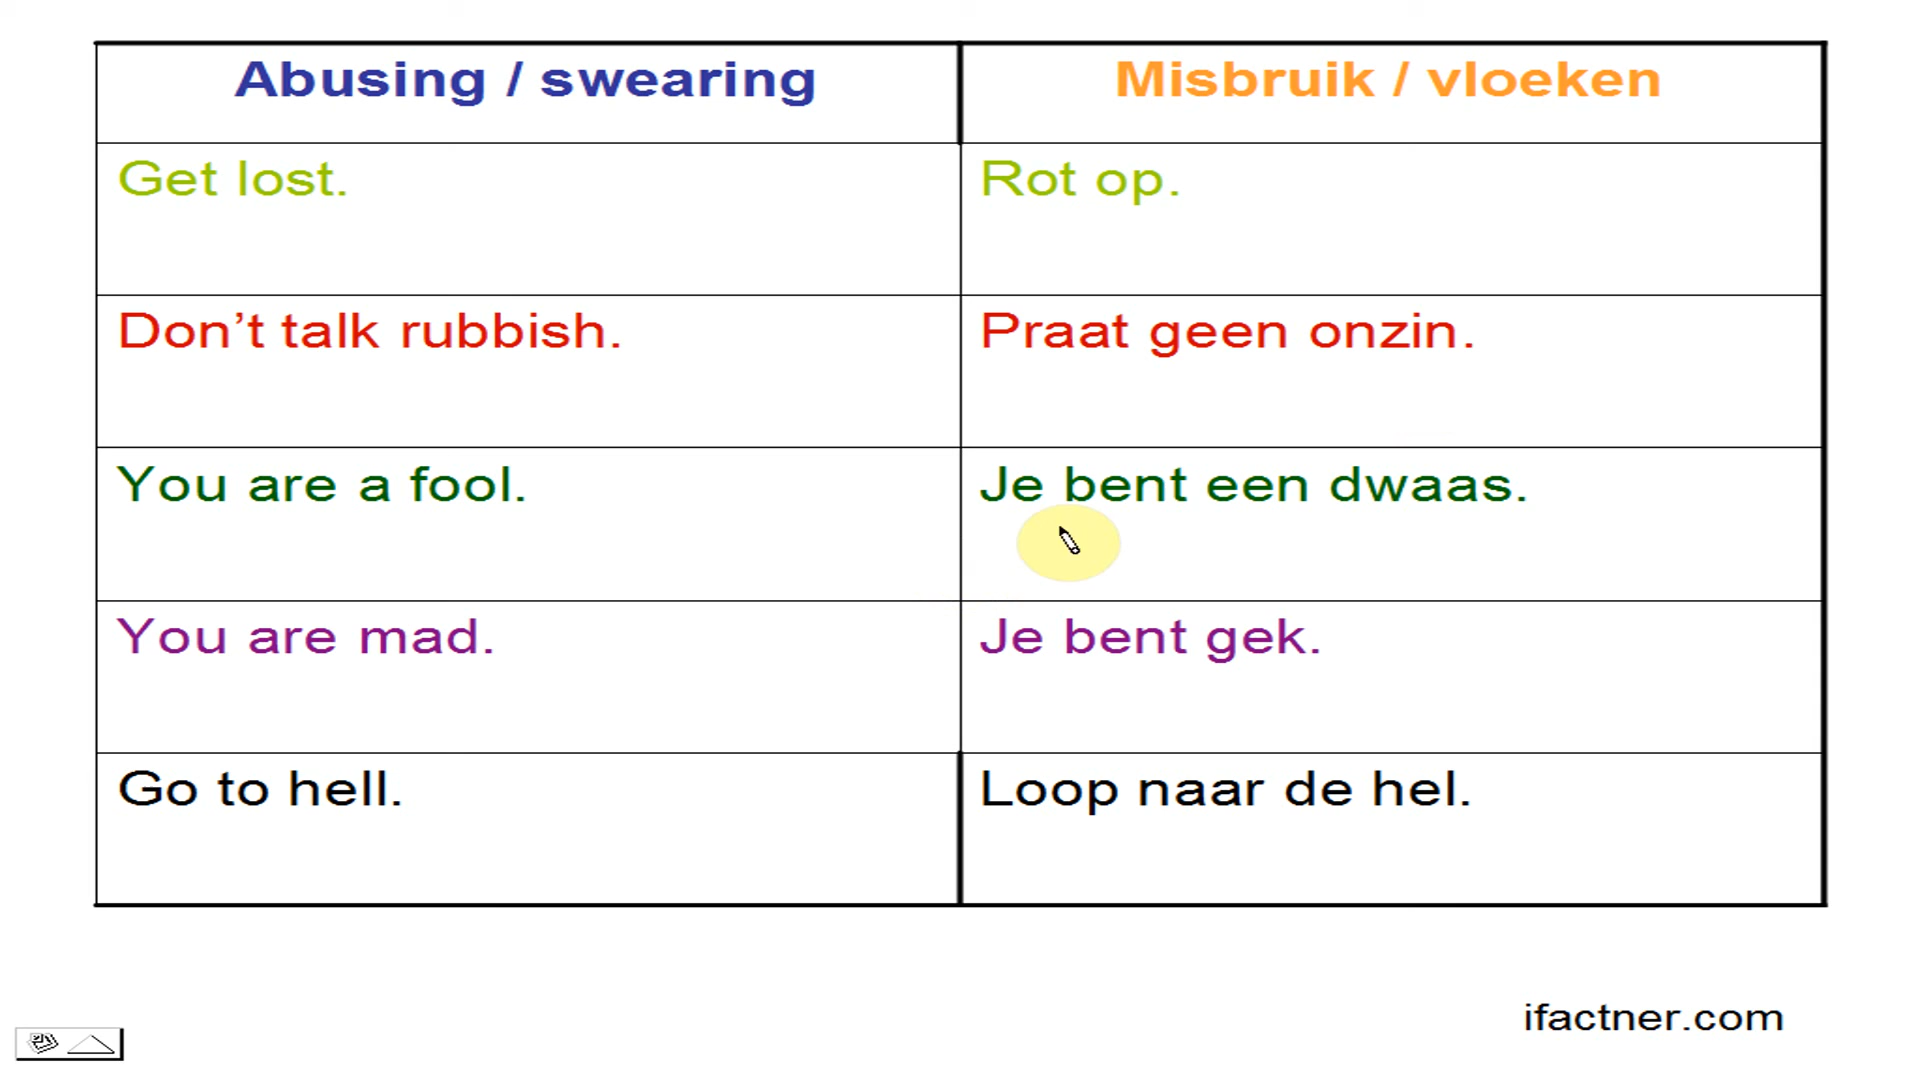 Abusing / swearing
Misbruik / vloeken
Get lost.
Rot op.
Don’t talk rubbish.
Praat geen onzin.
You are a fool.
Je bent een dwaas.
You are mad.
Je bent gek.
Go to hell.
Loop naar de hel.
ifactner.com